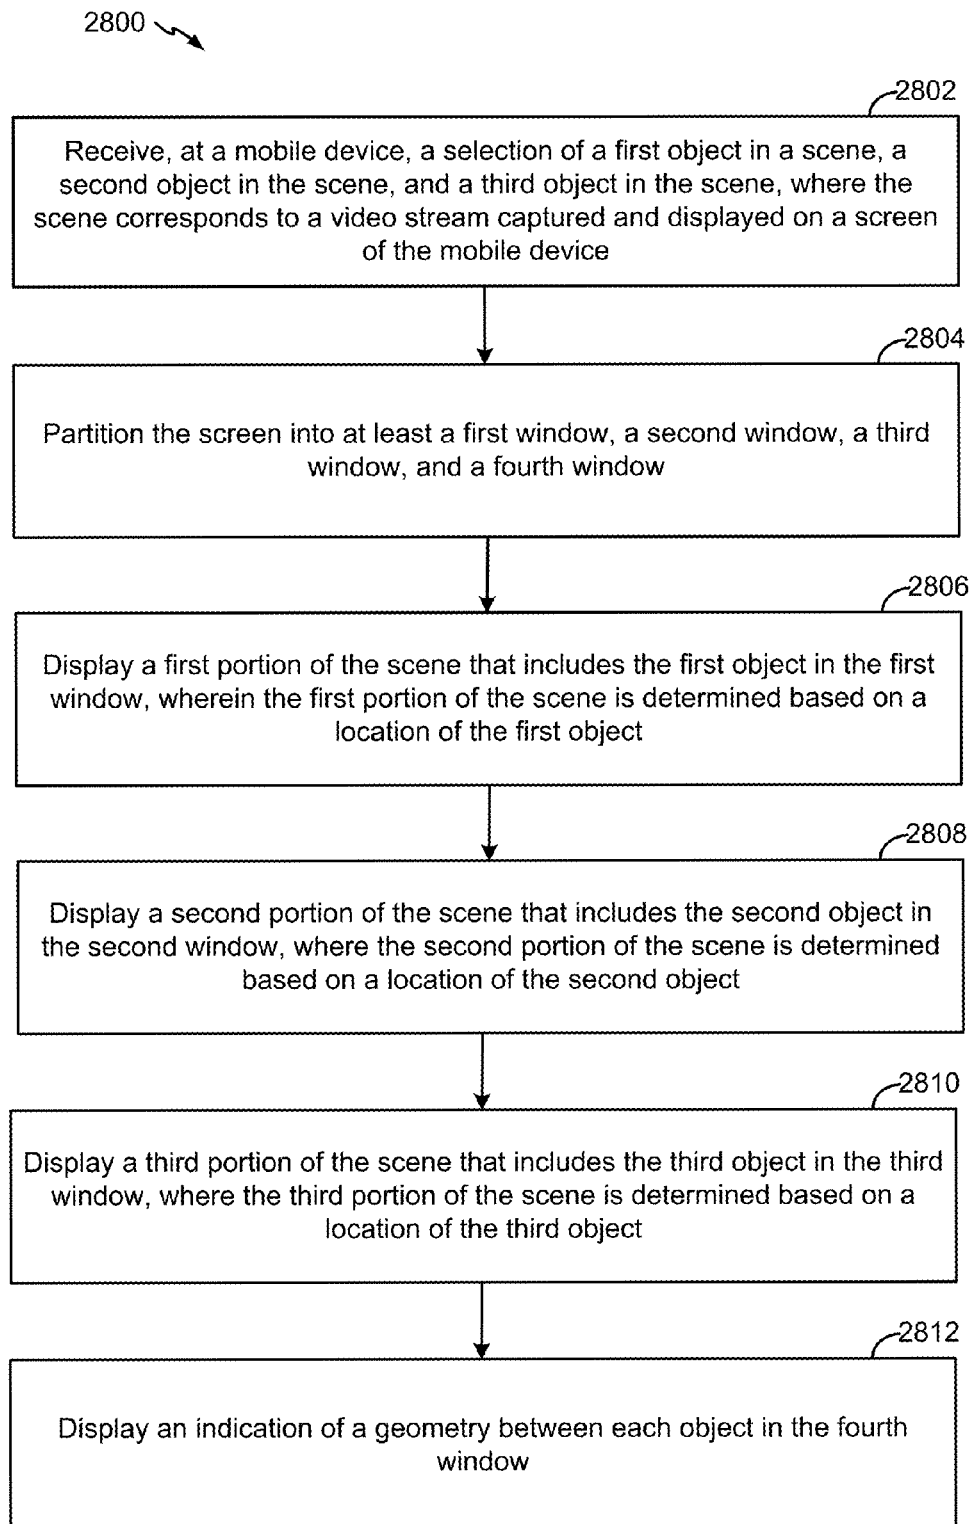 2800
2802
Receive, at a mobile device, a selection of a first object in a scene, a
second object in the scene, and a third object in the scene, where the
scene corresponds to a video stream captured and displayed on a screen
of the mobile device
2804
Partition the screen into at least a first window, a second window, a third
window, and a fourth window
2806
Display a first portion of the scene that includes the first object in the first
window, wherein the first portion of the scene is determined based on a
location of the first object
2808
Display a second portion of the scene that includes the second object in
the second window, where the second portion of the scene is determined
based on a location of the second object
2810
Display a third portion of the scene that includes the third object in the third
window, where the third portion of the scene is determined based on a
location of the third object
2812
Display an indication of a geometry between each object in the fourth
window